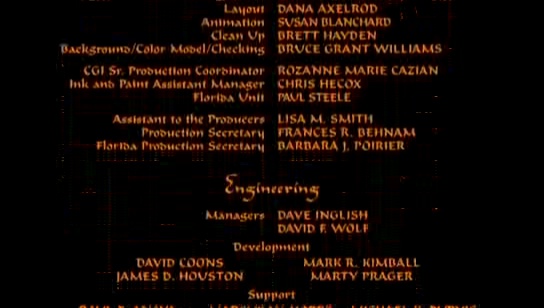 Layout DANA AXELROD
Animation SUSAN BLANCHARD
Clean Up BRETT HAYDEN
Background/Color Model/Checking BRUCE GRANT WILLIAMS
CGI Sr. Production Coordinator ROZANNE MARIE CAZIAN
Ink and Paint Assistant Manager CHRIS HECOX
Florida Unit PAUL STEELE
Assistant to the Producers LISA M. SMITH
Production Secretary FRANCES R. BEHNAM
Florida Production Secretary BARBARA J. POIRIER
Engineering
Managers DAVE INGLISH
DAVID F. WOLF
Development
DAVID COONS MARK R. KIMBALL
JAMES D. HOUSTON MARTY PRAGER
Support